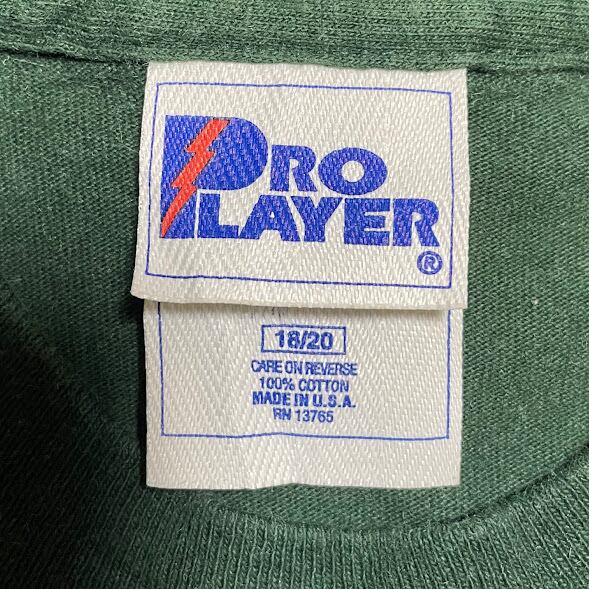 PRO
PLAYER
®
18/20
CARE ON REVERSE
100% COTTON
MADE IN U.S.A.
RN 13765